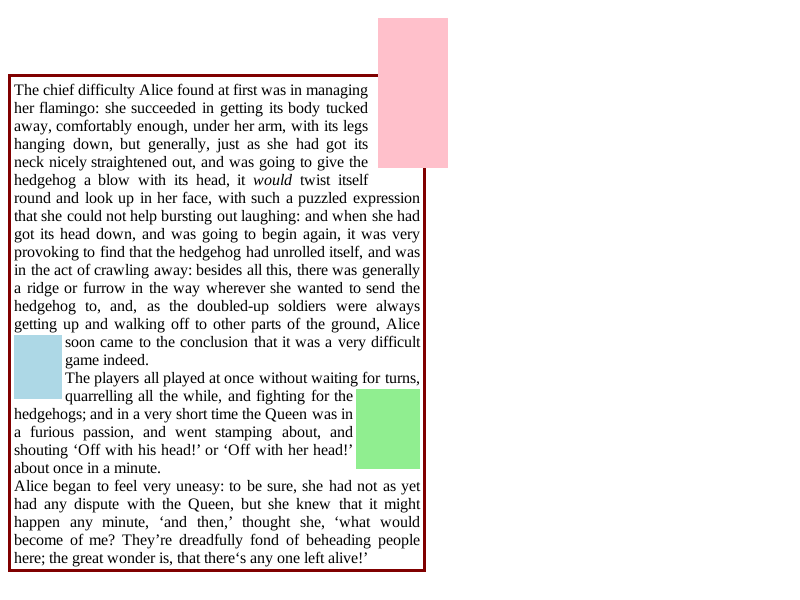 The chief difficulty Alice found at first was in managing
her flamingo: she succeeded in getting its body tucked
away, comfortably enough, under her arm, with its legs
hanging down, but generally, just as she had got its
neck nicely straightened out, and was going to give the
hedgehog a blow with its head, it would twist itself
round and look up in her face, with such a puzzled expression
that she could not help bursting out laughing: and when she had
got its head down, and was going to begin again, it was very
provoking to find that the hedgehog had unrolled itself, and was
in the act of crawling away: besides all this, there was generally
a ridge or furrow in the way wherever she wanted to send the
hedgehog to, and, as the doubled-up soldiers were always
getting up and walking off to other parts of the ground, Alice
soon came to the conclusion that it was a very difficult
game indeed.
The players all played at once without waiting for turns,
quarrelling all the while, and fighting for the
hedgehogs; and in a very short time the Queen was in
a furious passion, and went stamping about, and
shouting ‘Off with his head!’ or ‘Off with her head!’
about once in a minute.
Alice began to feel very uneasy: to be sure, she had not as yet
had any dispute with the Queen, but she knew that it might
happen any minute, ‘and then,’ thought she, ‘what would
become of me? They’re dreadfully fond of beheading people
here; the great wonder is, that there‘s any one left alive!’